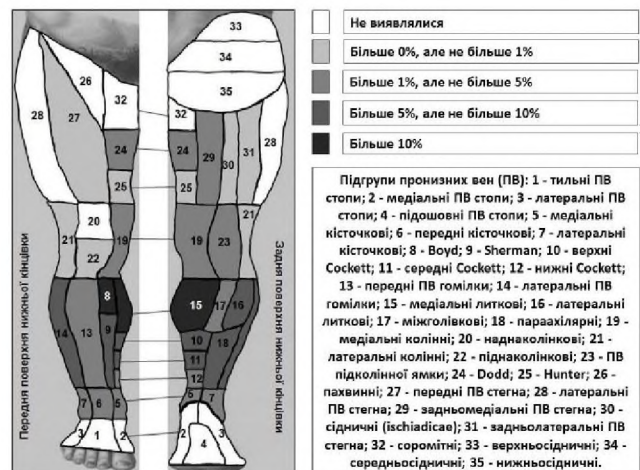 Не виявлялися
Більше 0%, але не більше 1%
Більше 1%, але не більше 5%
Більше 5%, але не більше 10%
Більше 10%
Підгрупи пронизних вен (ПВ): 1 - тильні ПВ
стопи; 2 - медіальні ПВ стопи; 3 - латеральні ПВ
стопи; 4 - підошовні ПВ стопи; 5 - медіальні
кісточкові; 6 - передні кісточкові; 7 - латеральні
кісточкові; 8 - Boyd; 9 - Sherman; 10 - верхні
Cockett; 11 - середні Cockett; 12 - нижні Cockett;
13 - передні ПВ гомілки; 14 - латеральні ПВ
гомілки; 15 - медіальні литкові; 16 - латеральні
литкові; 17 - міжголівкові; 18 - параахілярні; 19 -
медіальні колінні; 20 - наднаколінкові; 21 -
латеральні колінні; 22 - піднаколінкові; 23 - ПВ
підколінної ямки; 24 - Dodd; 25 - Hunter; 26 -
пахвинні; 27 - передні ПВ стегна; 28 - латеральні
ПВ стегна; 29 - задньомедіальні ПВ стегна; 30 -
сідничні (ischiadicae); 31 - задньолатеральні ПВ
стегна; 32 - соромітні; 33 - верхньосідничні; 34 -
середньосідничні; 35 - нижньосідничні.
Передня поверхня нижньої кінцівки
Задня поверхня нижньої кінцівки
26
32
28
27
24
25
20
21
19
22
8
14
13
9
7
6
5
3
1
2
33
34
35
32
28
24
29
31
30
25
21
19
23
15
17
16
10
18
11
12
5
7
2
3
4